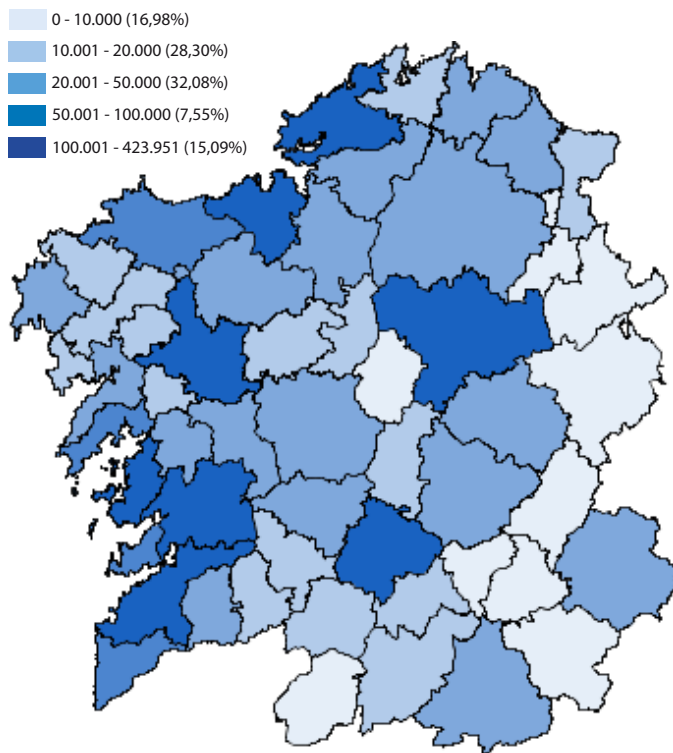 0 - 10.000 (16,98%)
10.001 - 20.000 (28,30%)
20.001 - 50.000 (32,08%)
50.001 - 100.000 (7,55%)
100.001 - 423.951 (15,09%)